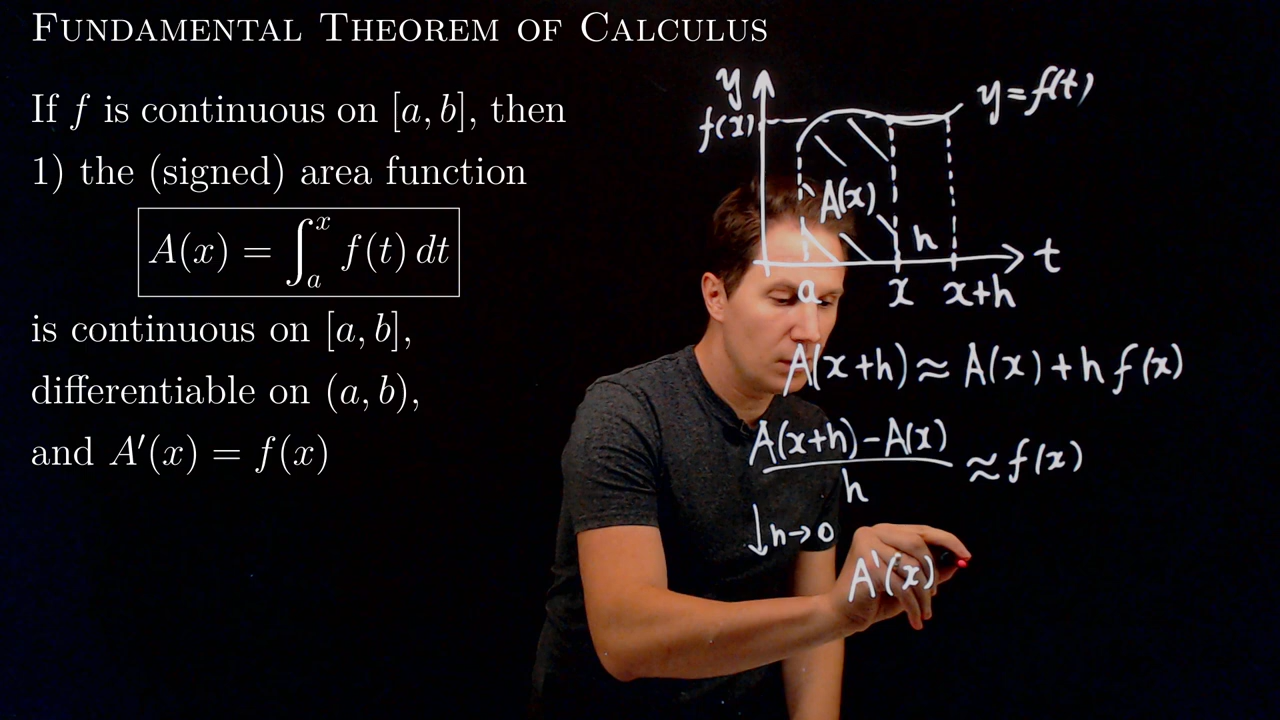 FUNDAMENTAL THEOREM OF CALCULUS
If f is continuous on [a, b], then
1) the (signed) area function
A(x) = ∫_a^x f(t) dt
is continuous on [a, b],
differentiable on (a, b),
and A′(x) = f(x)
y
y=f(t)
f(x)
A(x)
h
t
a
x
x+h
A(x+h) ≈ A(x)+h f(x)
A(x+h)−A(x)
h
≈ f(x)
↓ h→0
A'(x)